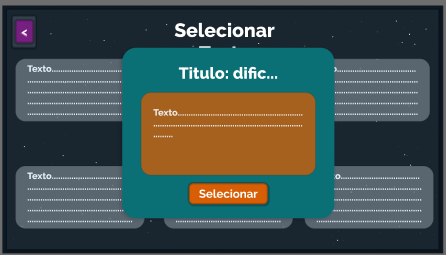 <
Selecionar
Titulo: dific...
Texto..............................
......................................
......................................
......................................
......................................
Texto..................................................
............................................................
........
Selecionar
Texto..............................
......................................
......................................
......................................
......................................